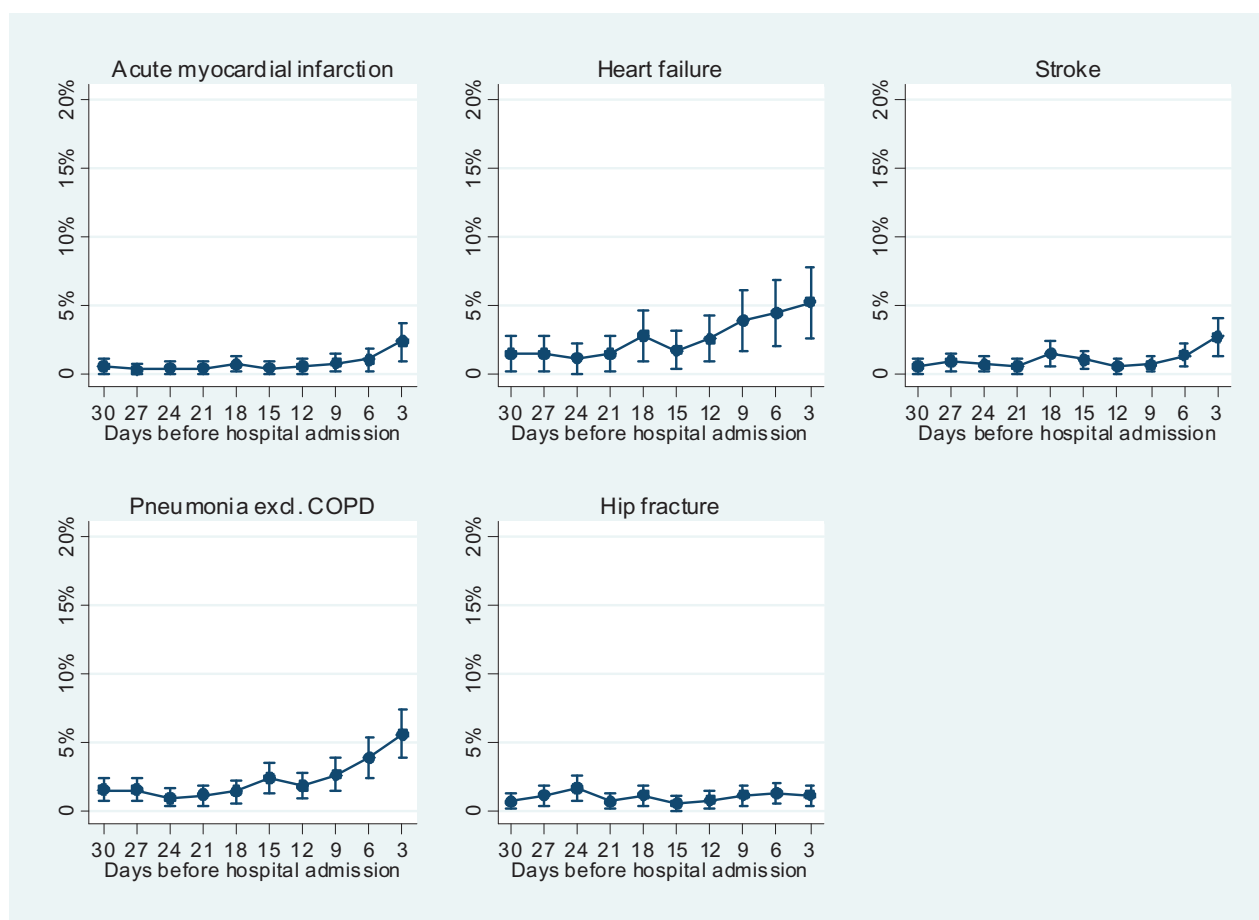 Acute myocardial infarction
20%
15%
10%
5%
0
30 27 24 21 18 15 12 9 6 3
Days before hospital admission
Heart failure
20%
15%
10%
5%
0
30 27 24 21 18 15 12 9 6 3
Days before hospital admission
Stroke
20%
15%
10%
5%
0
30 27 24 21 18 15 12 9 6 3
Days before hospital admission
Pneumonia excl. COPD
20%
15%
10%
5%
0
30 27 24 21 18 15 12 9 6 3
Days before hospital admission
Hip fracture
20%
15%
10%
5%
0
30 27 24 21 18 15 12 9 6 3
Days before hospital admission